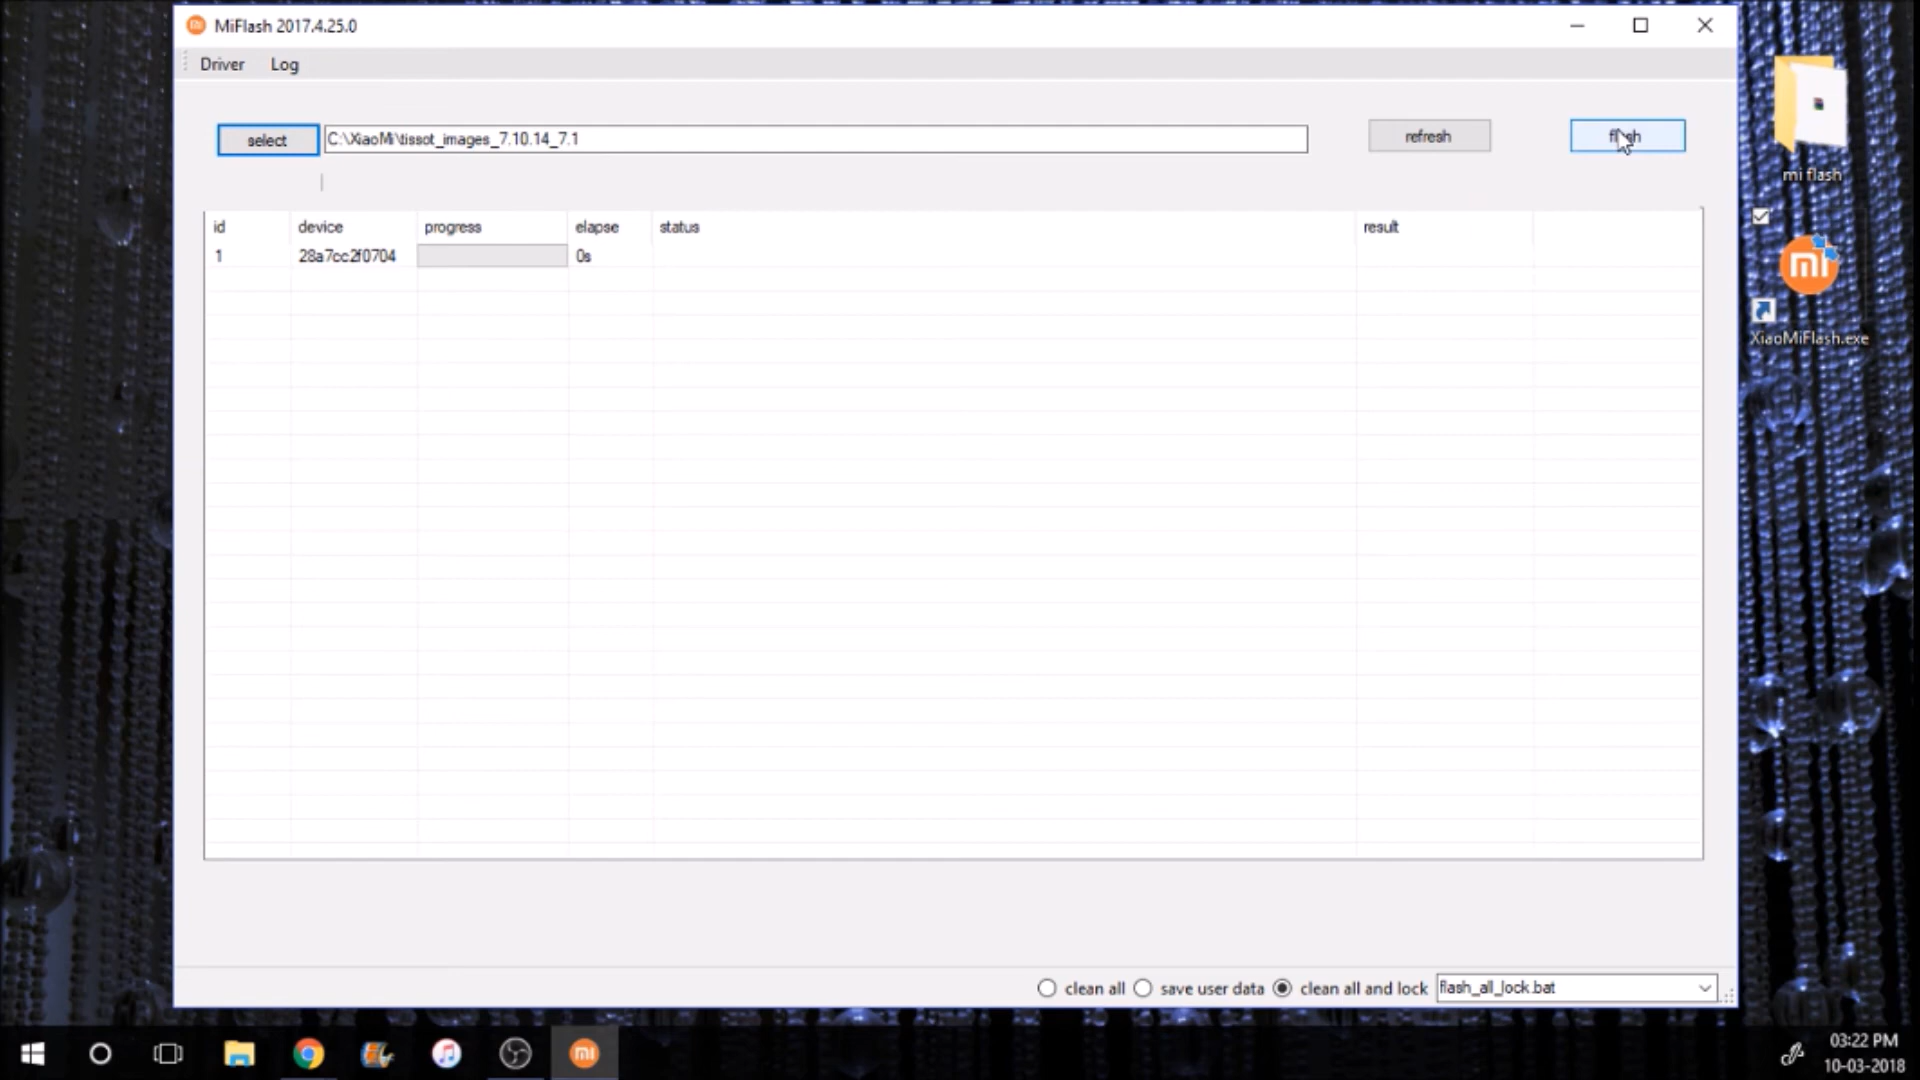 MiFlash 2017.4.25.0
Driver Log
select C:\XiaoMi\tissot_images_7.10.14_7.1 refresh flash
id device progress elapse status result
1 28a7cc2f0704 0s
mi flash
mi
XiaoMiFlash.exe
clean all save user data clean all and lock flash_all_lock.bat
mi
03:22 PM
10-03-2018